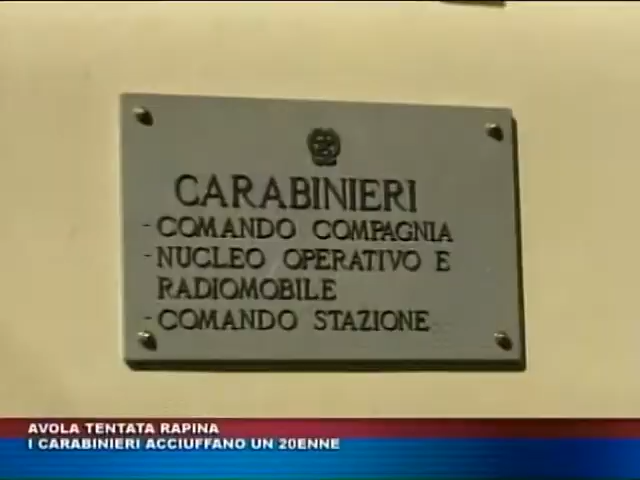 CARABINIERI
- COMANDO COMPAGNIA
- NUCLEO OPERATIVO E
RADIOMOBILE
- COMANDO STAZIONE
AVOLA TENTATA RAPINA
I CARABINIERI ACCIUFFANO UN 20ENNE